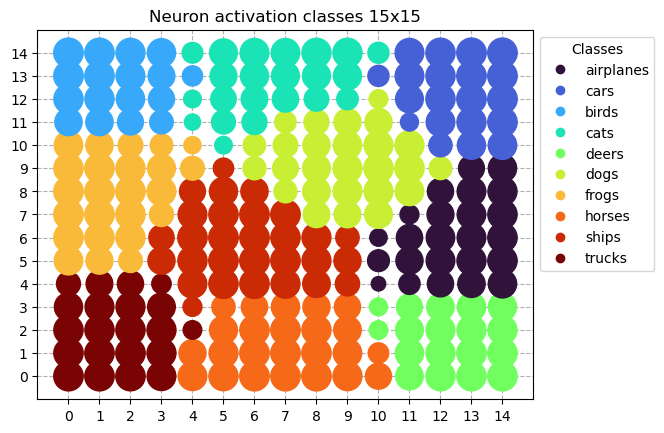 Neuron activation classes 15x15
14
13
12
11
10
9
8
7
6
5
4
3
2
1
0
0 1 2 3 4 5 6 7 8 9 10 11 12 13 14
Classes
airplanes
cars
birds
cats
deers
dogs
frogs
horses
ships
trucks